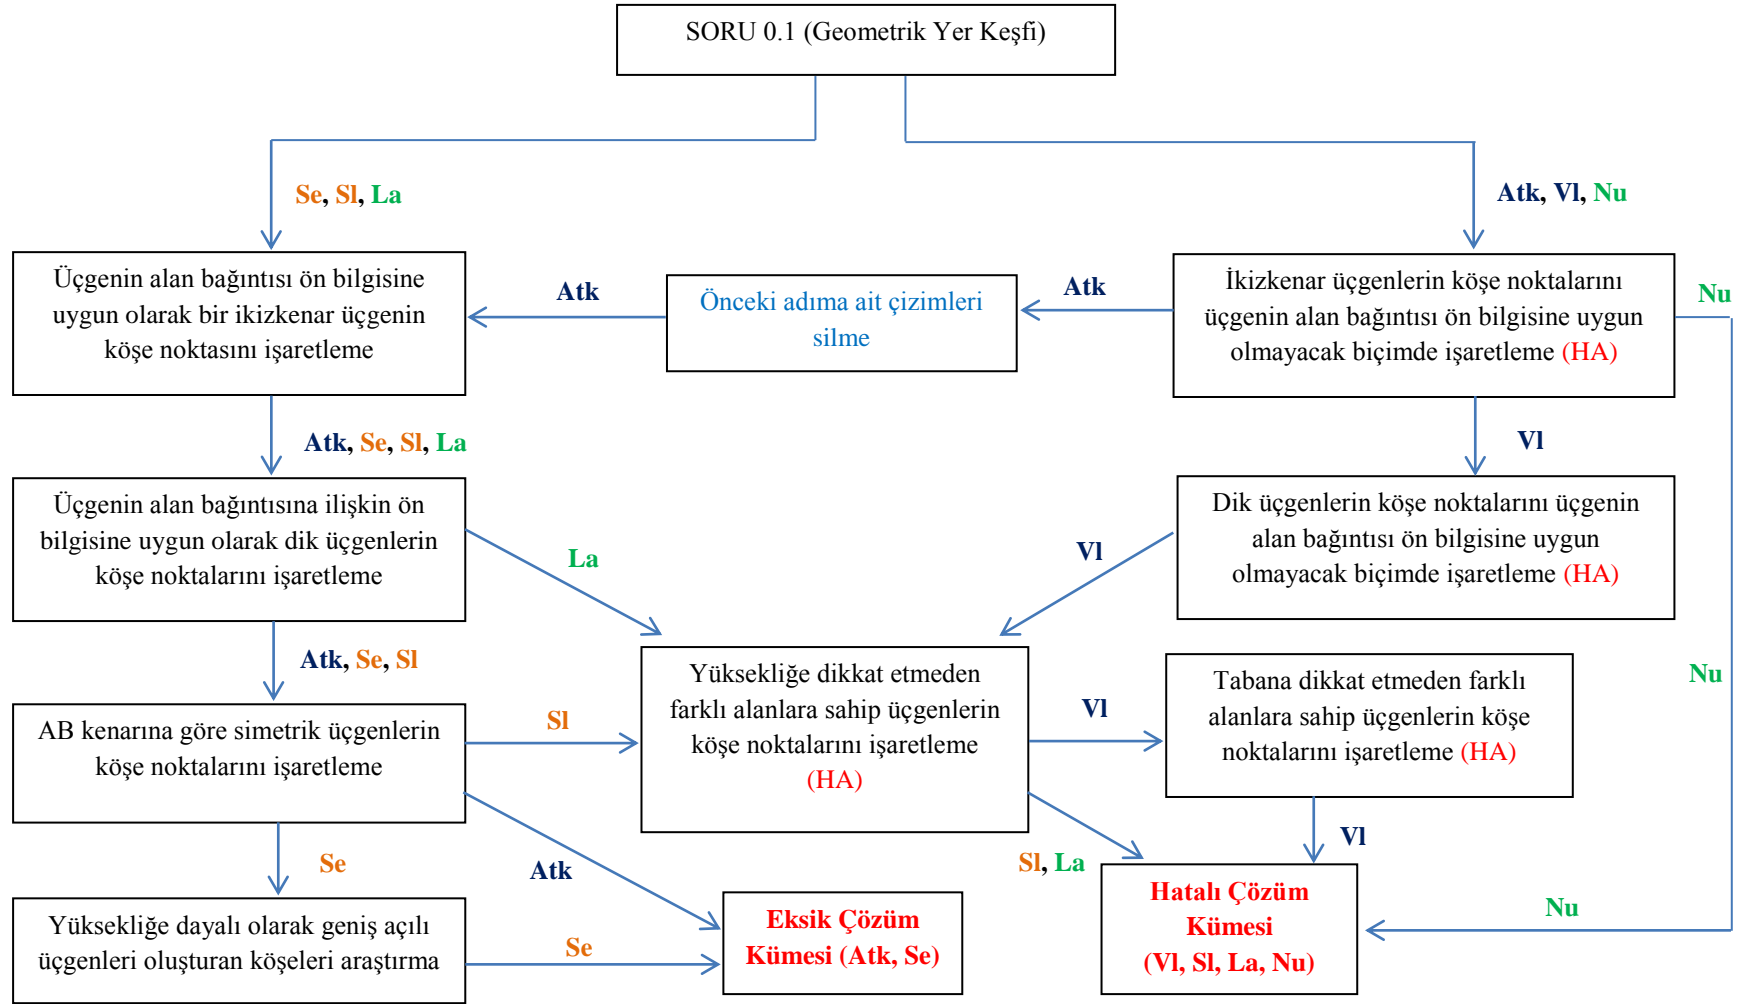 SORU 0.1 (Geometrik Yer Keşfi)
Se, Sl, La
Atk, Vl, Nu
Üçgenin alan bağıntısı ön bilgisine
uygun olarak bir ikizkenar üçgenin
köşe noktasını işaretleme
Atk
Önceki adıma ait çizimleri
silme
Atk
İkizkenar üçgenlerin köşe noktalarını
üçgenin alan bağıntısı ön bilgisine uygun
olmayacak biçimde işaretleme (HA)
Nu
Atk, Se, Sl, La
Vl
Üçgenin alan bağıntısına ilişkin ön
bilgisine uygun olarak dik üçgenlerin
köşe noktalarını işaretleme
La
Vl
Dik üçgenlerin köşe noktalarını üçgenin
alan bağıntısı ön bilgisine uygun
olmayacak biçimde işaretleme (HA)
Atk, Se, Sl
Nu
AB kenarına göre simetrik üçgenlerin
köşe noktalarını işaretleme
Sl
Yüksekliğe dikkat etmeden
farklı alanlara sahip üçgenlerin
köşe noktalarını işaretleme
(HA)
Vl
Tabana dikkat etmeden farklı
alanlara sahip üçgenlerin köşe
noktalarını işaretleme (HA)
Se
Atk
Sl, La
Vl
Yüksekliğe dayalı olarak geniş açılı
üçgenleri oluşturan köşeleri araştırma
Se
Eksik Çözüm
Kümesi (Atk, Se)
Hatalı Çözüm
Kümesi
(Vl, Sl, La, Nu)
Nu